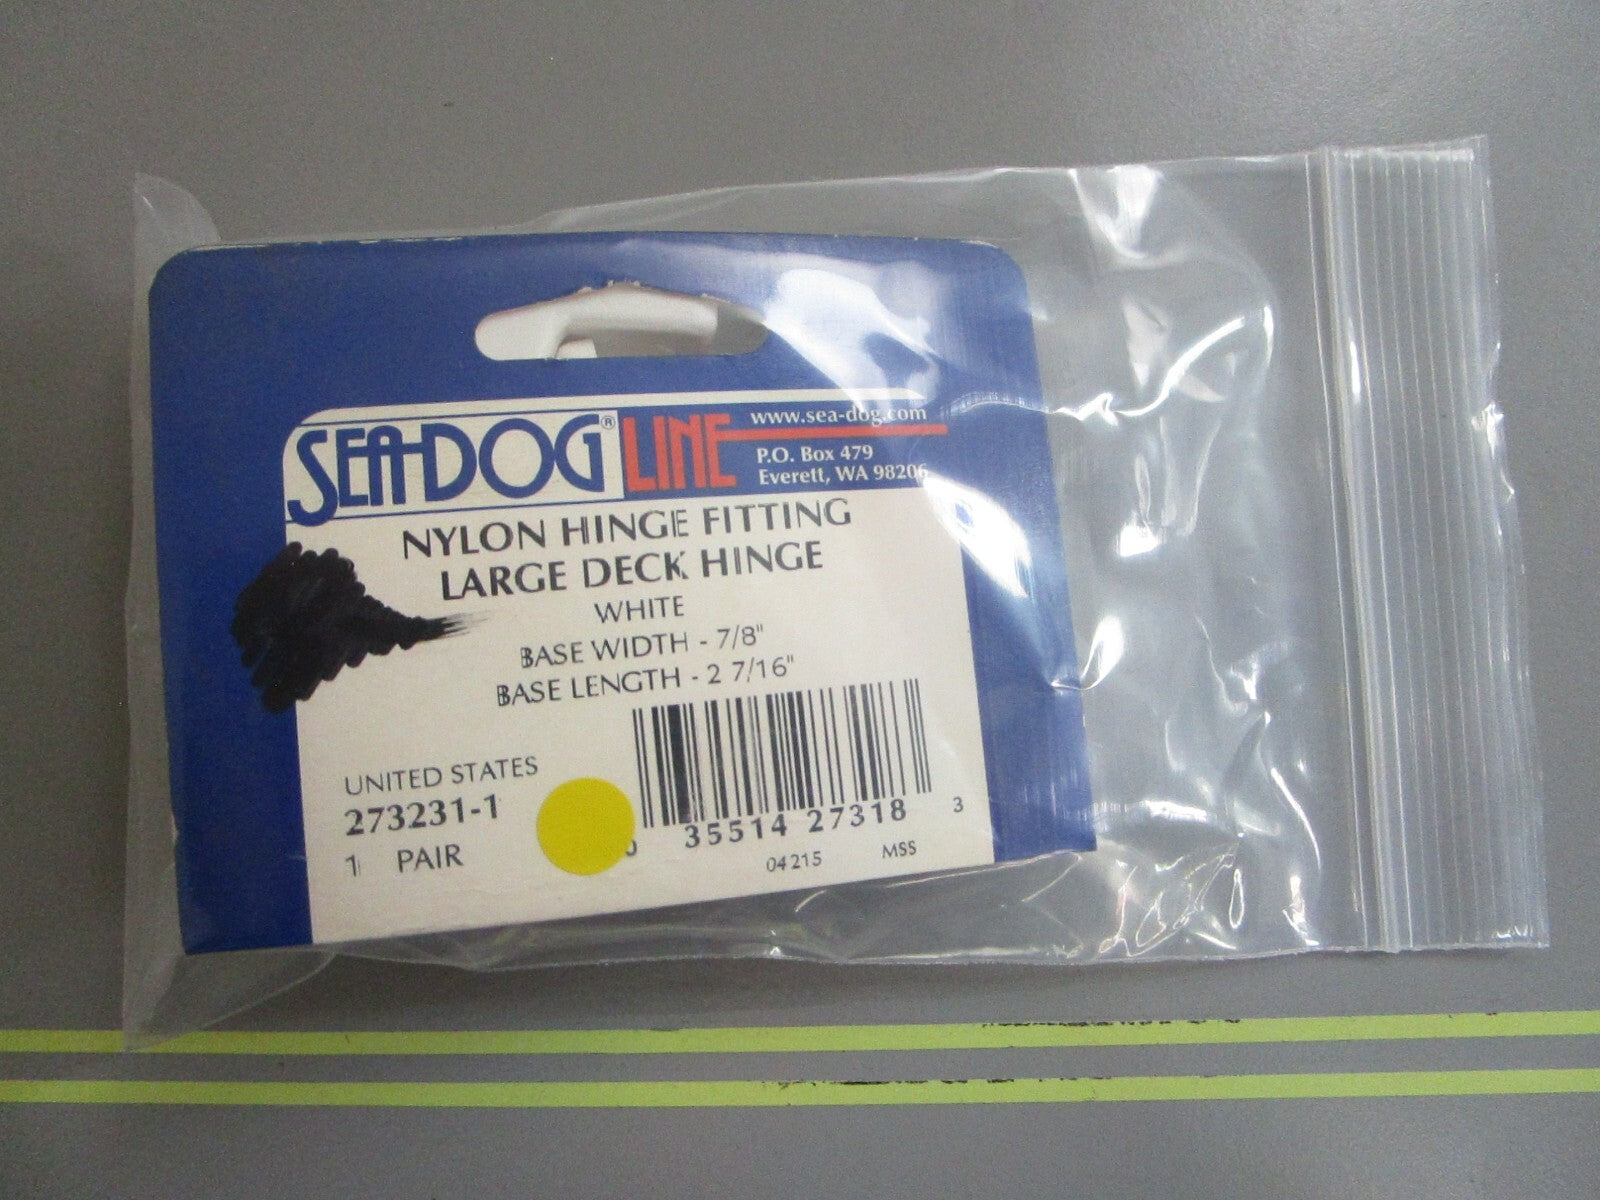 SEA-DOG® LINE
www.sea-dog.com
P.O. Box 479
Everett, WA 98206
NYLON HINGE FITTING
LARGE DECK HINGE
WHITE
BASE WIDTH - 7/8"
BASE LENGTH - 2 7/16"
UNITED STATES
273231-1
1 PAIR
0 35514 27318 3
04215 MSS